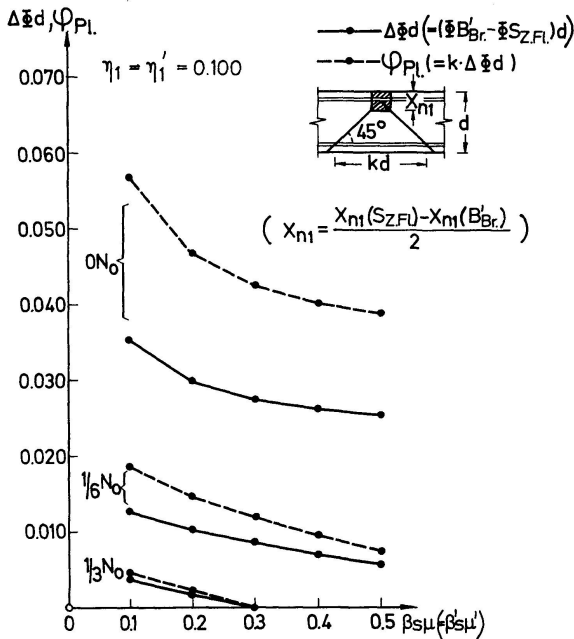 ΔΦd, φPl.
0.070
0.060
0.050
0.040
0.030
0.020
0.010
0
η1 = η1' = 0.100
ΔΦd(=(ΦB'Br.-ΦSZ.Fl.)d)
φPl.(=k·ΔΦd)
Xn1
d
45°
kd
( Xn1 = (Xn1(SZ.Fl.)-Xn1(B'Br.))/2 )
0N0
1/6N0
1/3N0
0.1 0.2 0.3 0.4 0.5 βsμ(=β'sμ')